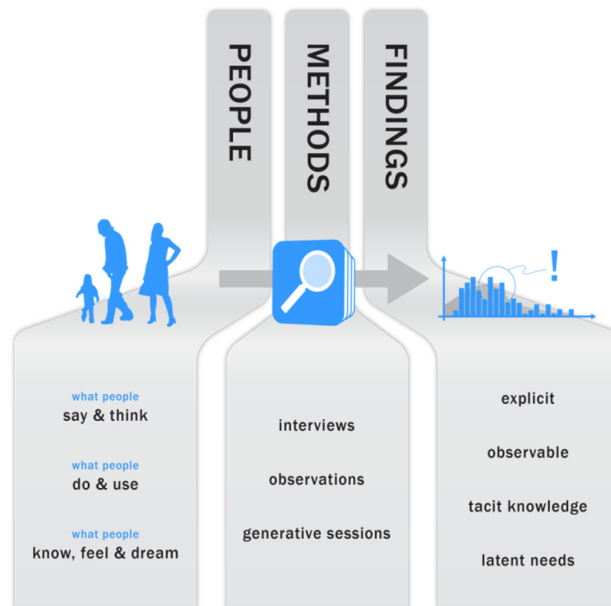 PEOPLE
METHODS
FINDINGS
!
what people
say & think
what people
do & use
what people
know, feel & dream
interviews
observations
generative sessions
explicit
observable
tacit knowledge
latent needs